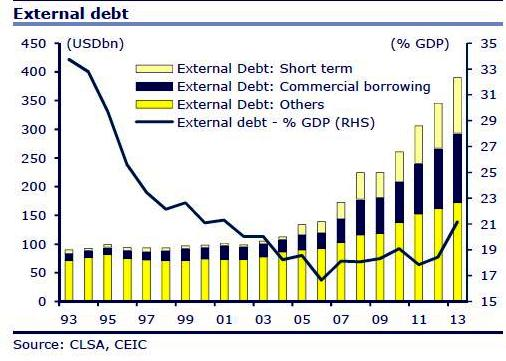 External debt
(USDbn) (% GDP)
450 35
400 33
350 31
300 29
250 27
200 25
150 23
100 21
50 19
0 17
15
External Debt: Short term
External Debt: Commercial borrowing
External Debt: Others
External debt - % GDP (RHS)
93 95 97 99 01 03 05 07 09 11 13
Source: CLSA, CEIC